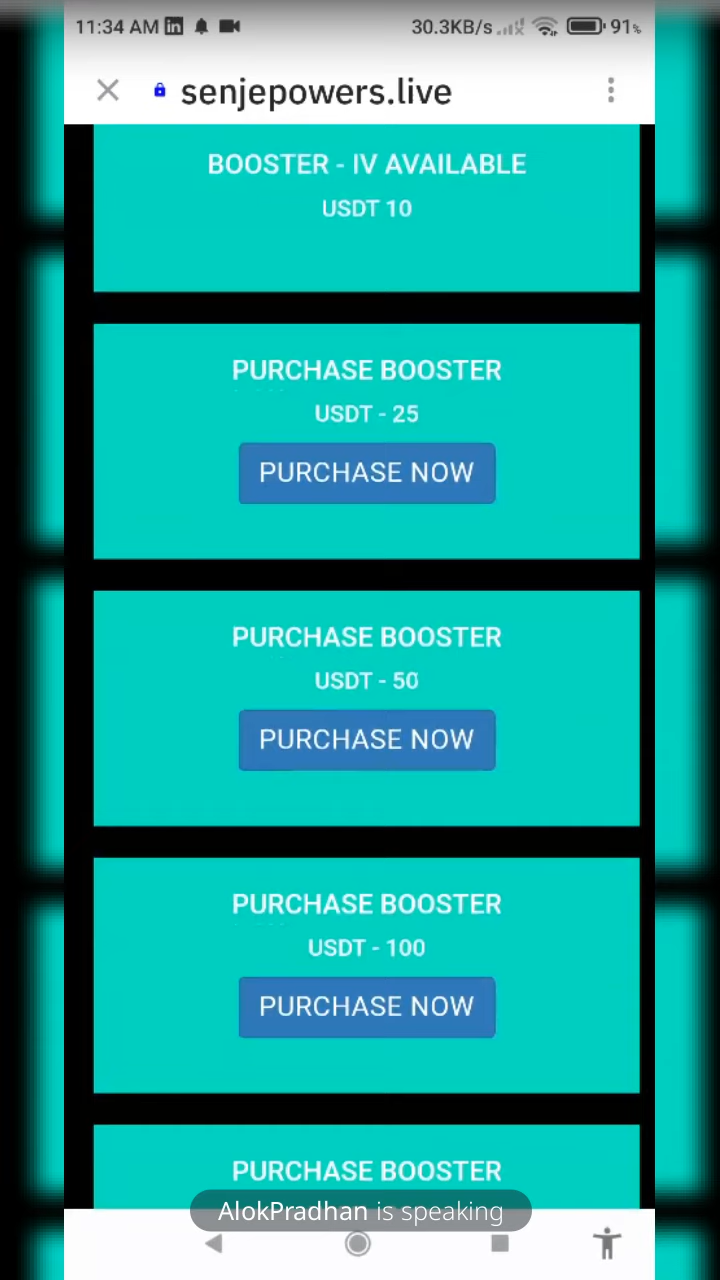 11:34 AM 30.3KB/s 91%
senjepowers.live
BOOSTER - IV AVAILABLE
USDT 10
PURCHASE BOOSTER
USDT - 25
PURCHASE NOW
PURCHASE BOOSTER
USDT - 50
PURCHASE NOW
PURCHASE BOOSTER
USDT - 100
PURCHASE NOW
PURCHASE BOOSTER
AlokPradhan is speaking